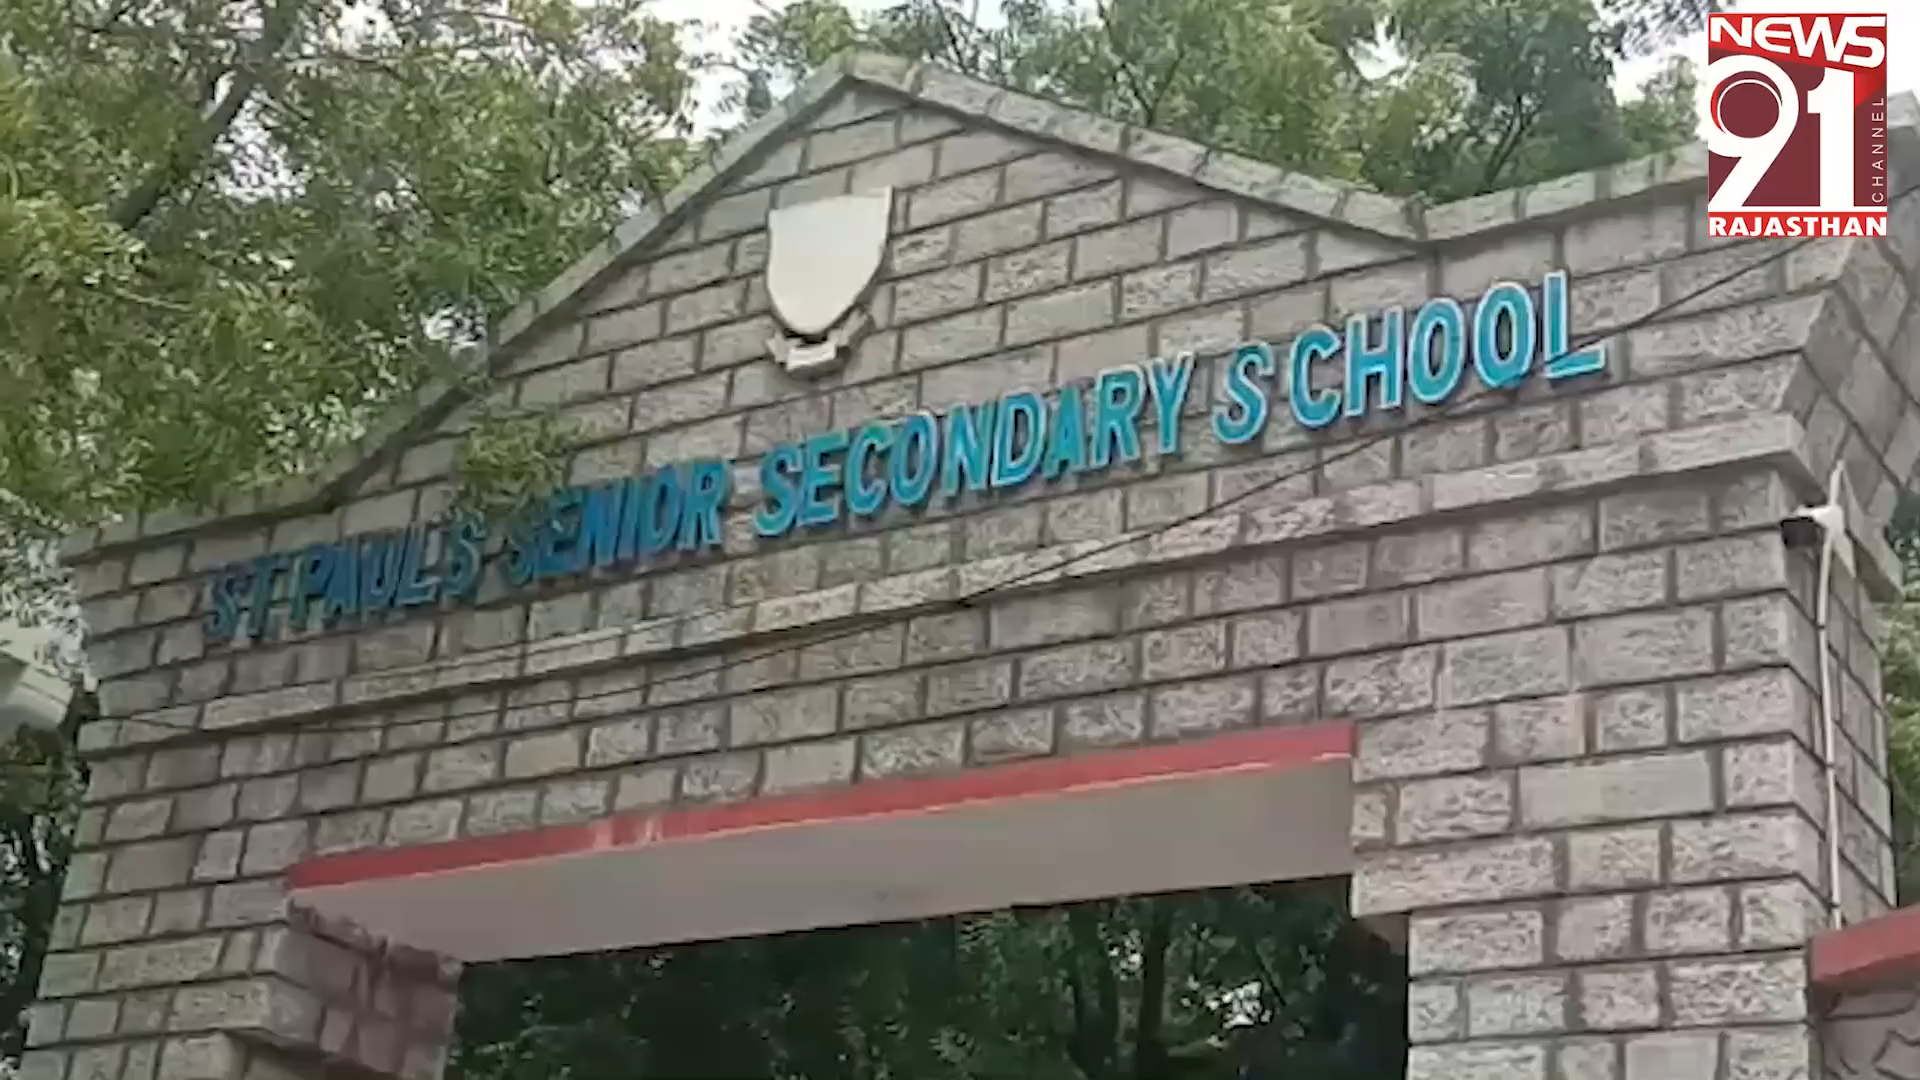 NEWS
91
CHANNEL
RAJASTHAN
ST PAUL'S SENIOR SECONDARY SCHOOL